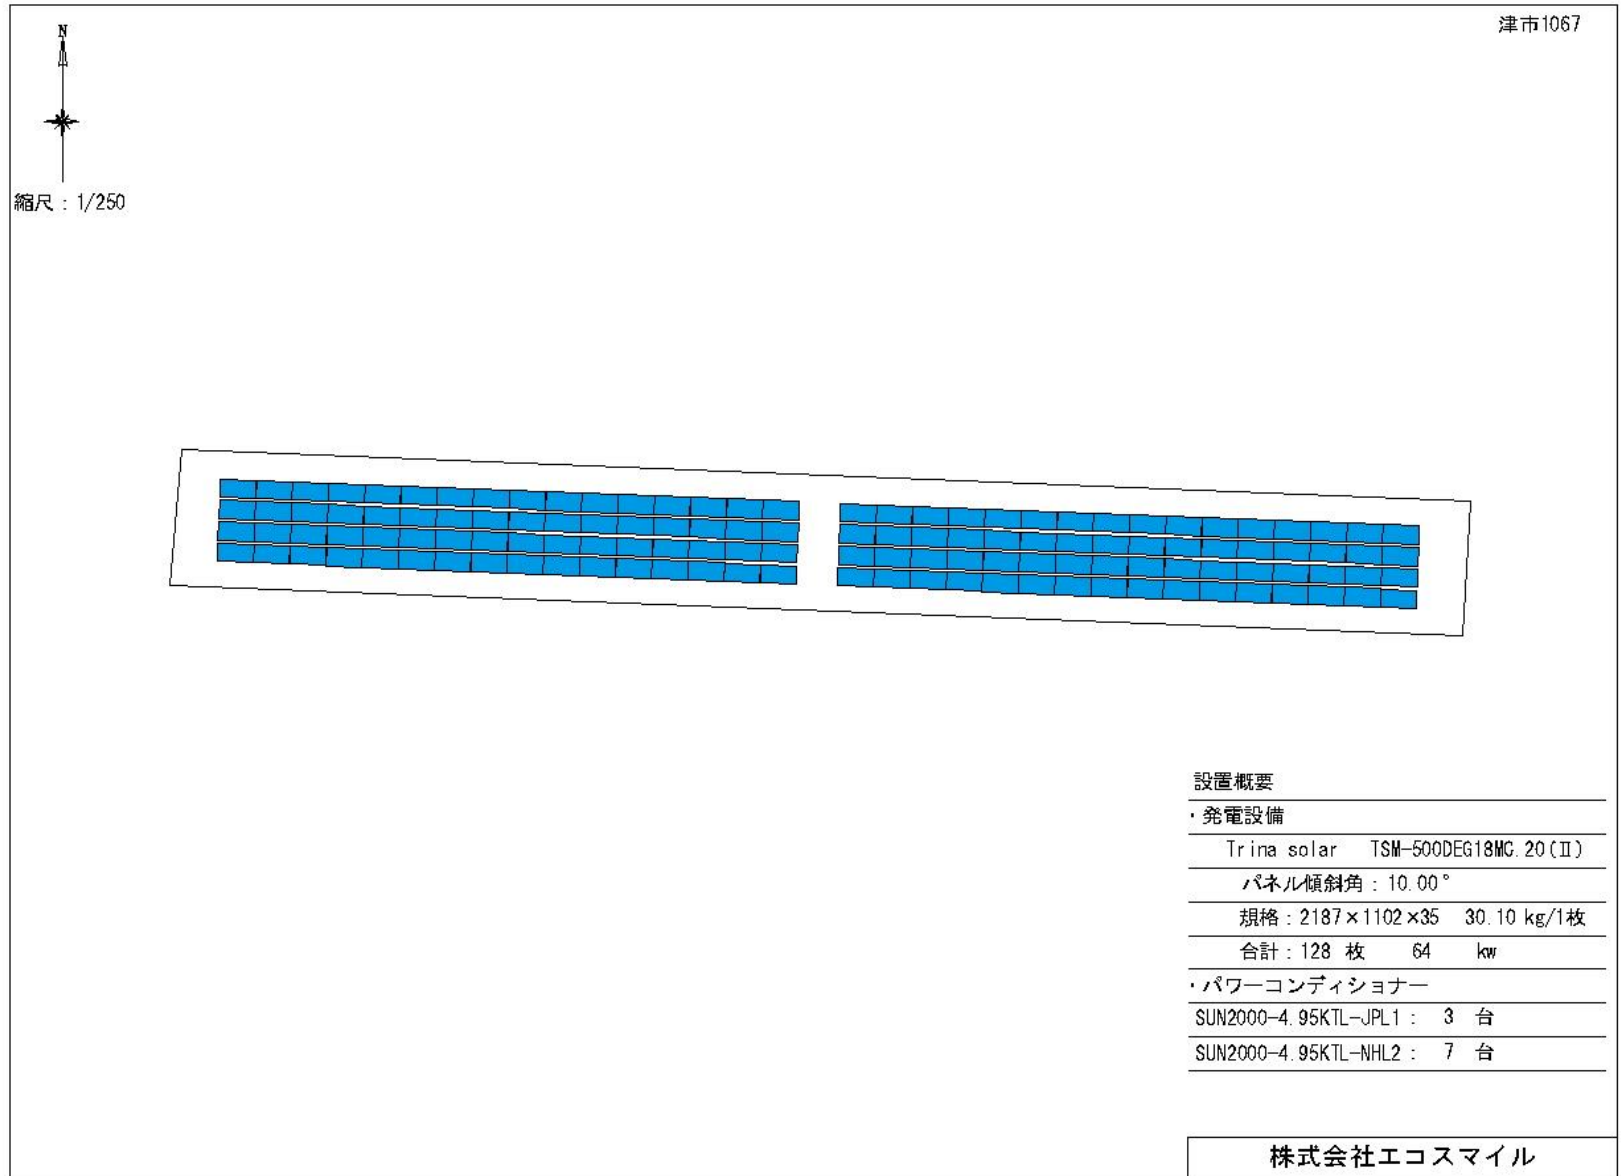 津市1067
N
縮尺：1/250
設置概要
・発電設備
Trina solar TSM-500DEG18MC.20(Ⅱ)
パネル傾斜角：10.00°
規格：2187×1102×35 30.10 kg/1枚
合計：128 枚 64 kw
・パワーコンディショナー
SUN2000-4.95KTL-JPL1： 3 台
SUN2000-4.95KTL-NHL2： 7 台
株式会社エコスマイル